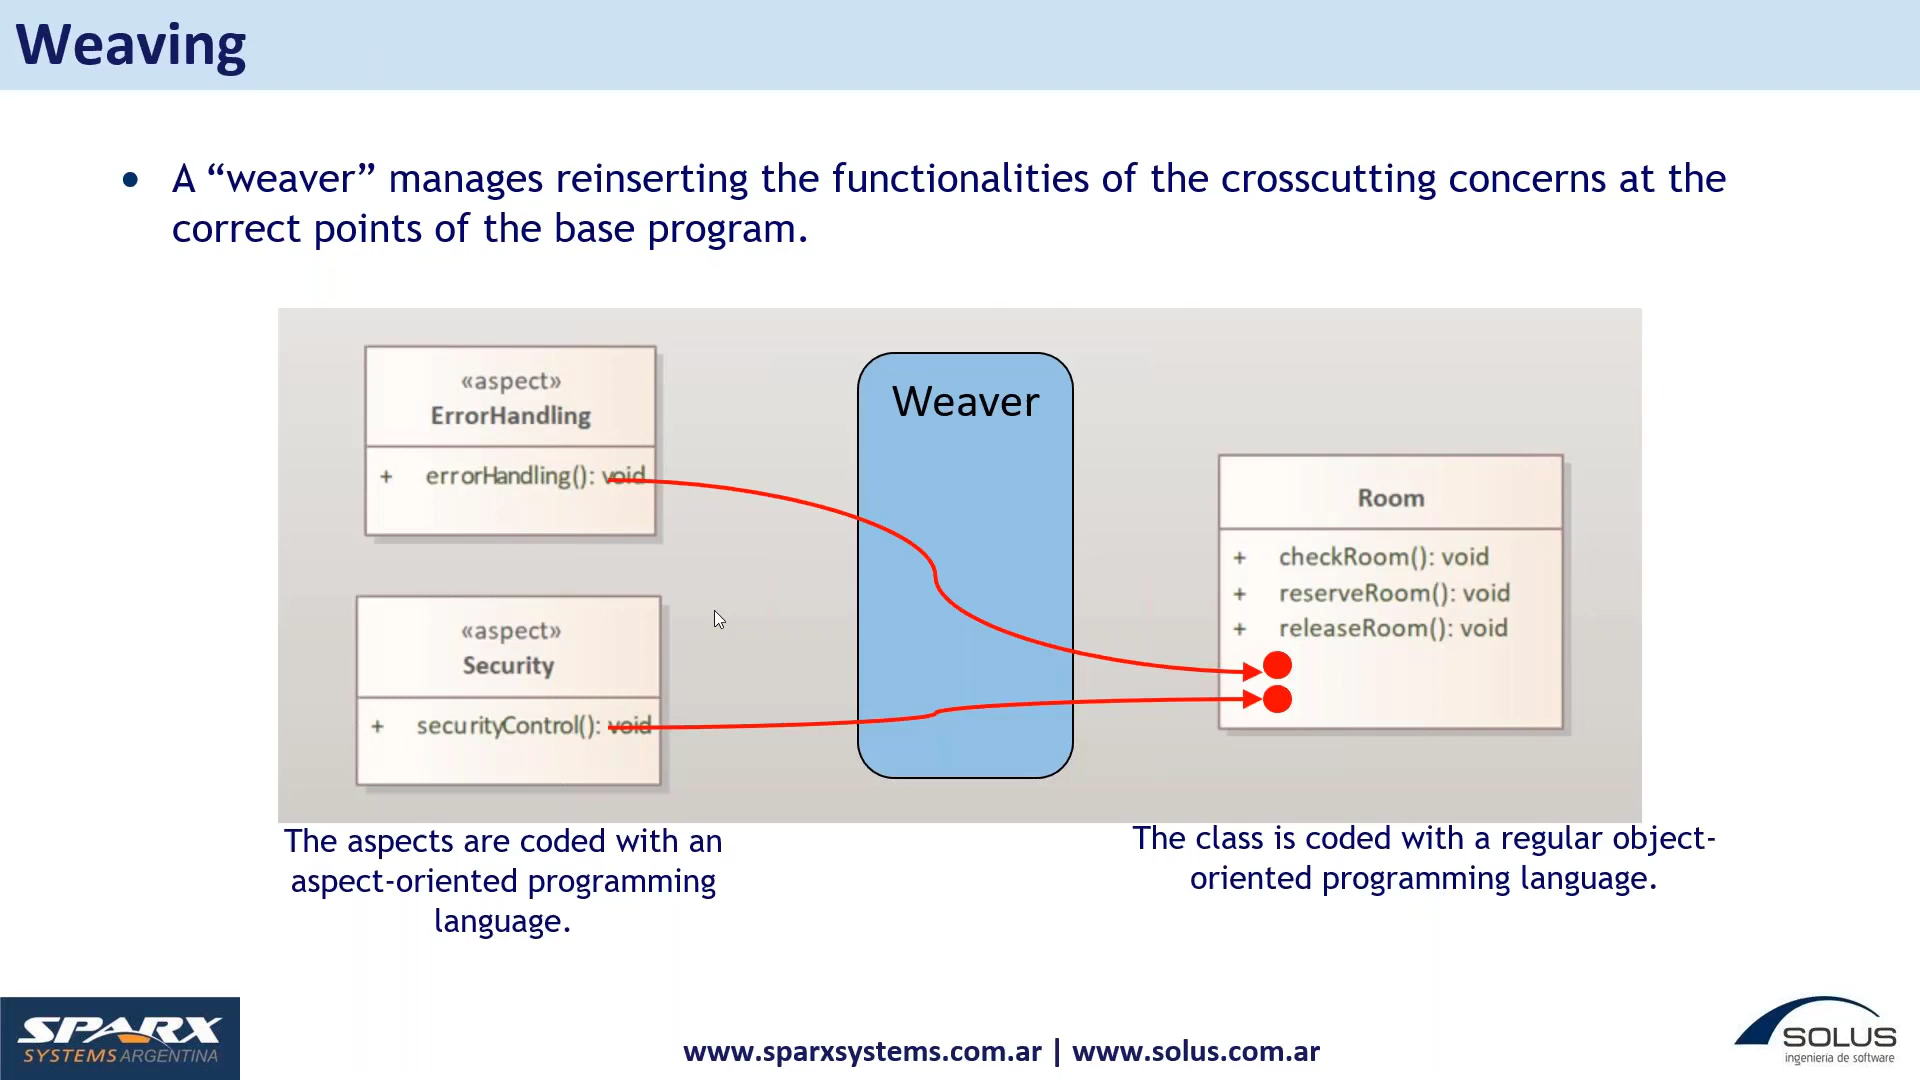 Weaving
• A “weaver” manages reinserting the functionalities of the crosscutting concerns at the
correct points of the base program.
«aspect»
ErrorHandling
+ errorHandling(): void
«aspect»
Security
+ securityControl(): void
Weaver
Room
+ checkRoom(): void
+ reserveRoom(): void
+ releaseRoom(): void
The aspects are coded with an
aspect-oriented programming
language.
The class is coded with a regular object-
oriented programming language.
SPARX
SYSTEMS ARGENTINA
www.sparxsystems.com.ar | www.solus.com.ar
SOLUS
ingeniería de software